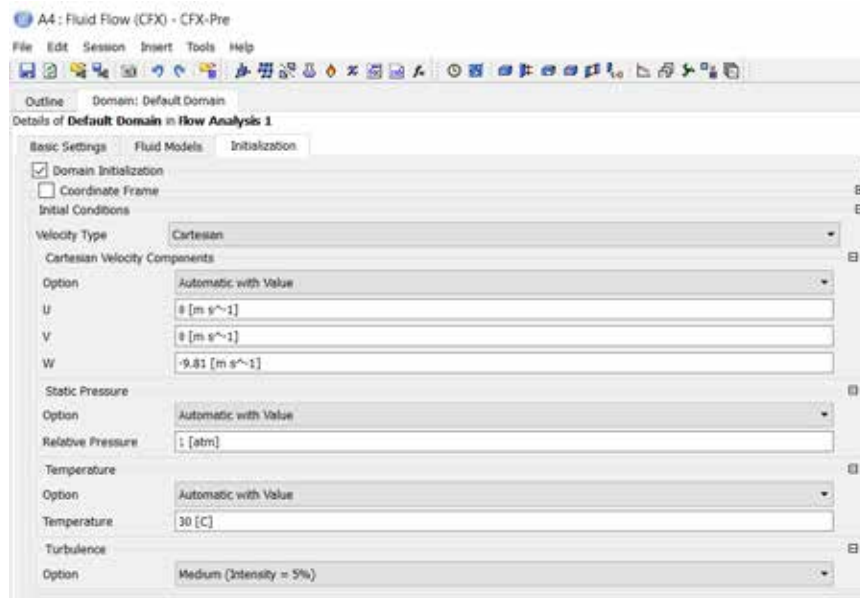 A4 : Fluid Flow (CFX) - CFX-Pre
File Edit Session Insert Tools Help
Outline Domain: Default Domain
Details of Default Domain in Flow Analysis 1
Basic Settings Fluid Models Initialization
Domain Initialization
Coordinate Frame
Initial Conditions
Velocity Type Cartesian
Cartesian Velocity Components
Option Automatic with Value
U 0 [m s^-1]
V 0 [m s^-1]
W -9.81 [m s^-1]
Static Pressure
Option Automatic with Value
Relative Pressure 1 [atm]
Temperature
Option Automatic with Value
Temperature 30 [C]
Turbulence
Option Medium (Intensity = 5%)